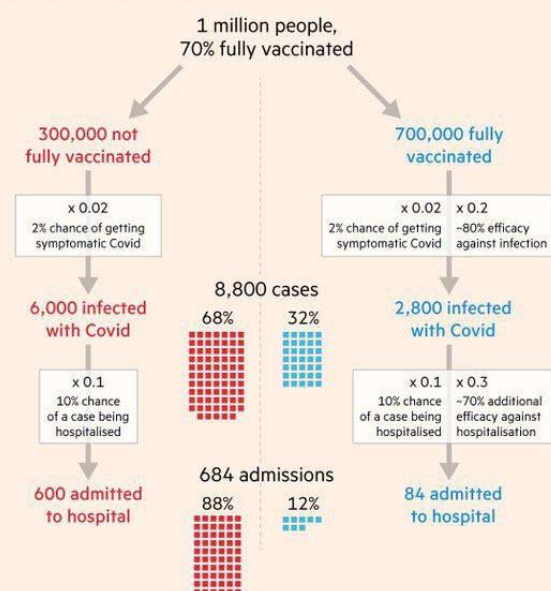 1 million people,
70% fully vaccinated
300,000 not
fully vaccinated
700,000 fully
vaccinated
x 0.02
2% chance of getting
symptomatic Covid
x 0.02
2% chance of getting
symptomatic Covid
x 0.2
~80% efficacy
against infection
6,000 infected
with Covid
8,800 cases
68%
32%
2,800 infected
with Covid
x 0.1
10% chance
of a case being
hospitalised
x 0.1
10% chance
of a case being
hospitalised
x 0.3
~70% additional
efficacy against
hospitalisation
600 admitted
to hospital
684 admissions
88%
12%
84 admitted
to hospital